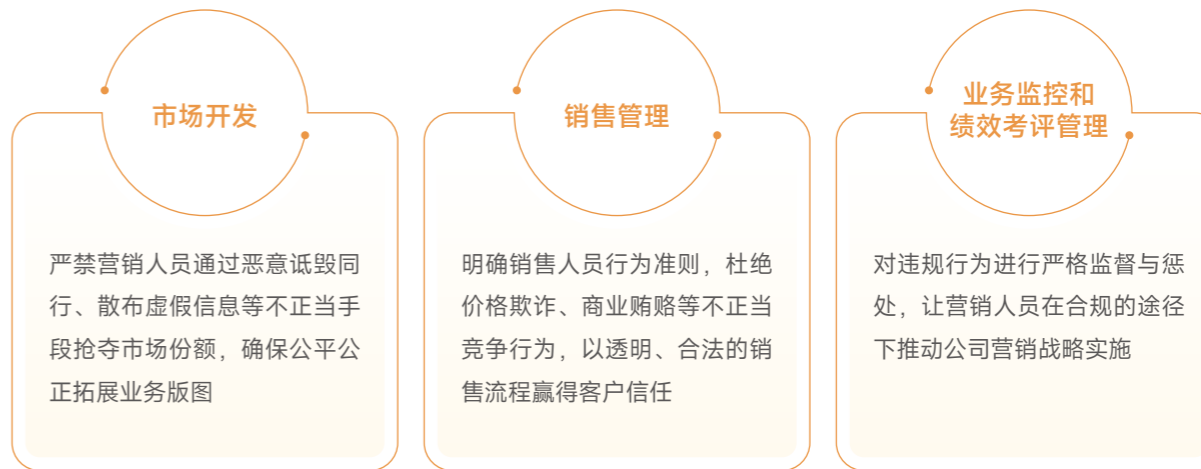 市场开发
严禁营销人员通过恶意诋毁同
行、散布虚假信息等不正当手
段抢夺市场份额，确保公平公
正拓展业务版图
销售管理
明确销售人员行为准则，杜绝
价格欺诈、商业贿赂等不正当
竞争行为，以透明、合法的销
售流程赢得客户信任
业务监控和
绩效考评管理
对违规行为进行严格监督与惩
处，让营销人员在合规的途径
下推动公司营销战略实施